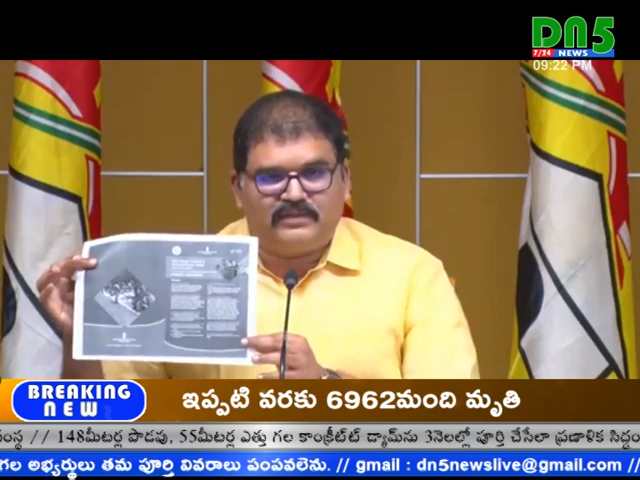 DN5
7/24 NEWS
09:22 PM
BREAKING
NEW
ఇప్పటి వరకు 6962మంది మృతి
సంస్థ // 148మీటర్ల పొడవు, 55మీటర్ల ఎత్తు గల కాంక్రీట్ డ్యామ్‌ను 3నెలల్లో పూర్తి చేసేలా ప్రణాళిక సిద్ధం
గల అభ్యర్థులు తమ పూర్తి వివరాలు పంపవలెను. // gmail : dn5newslive@gmail.com //